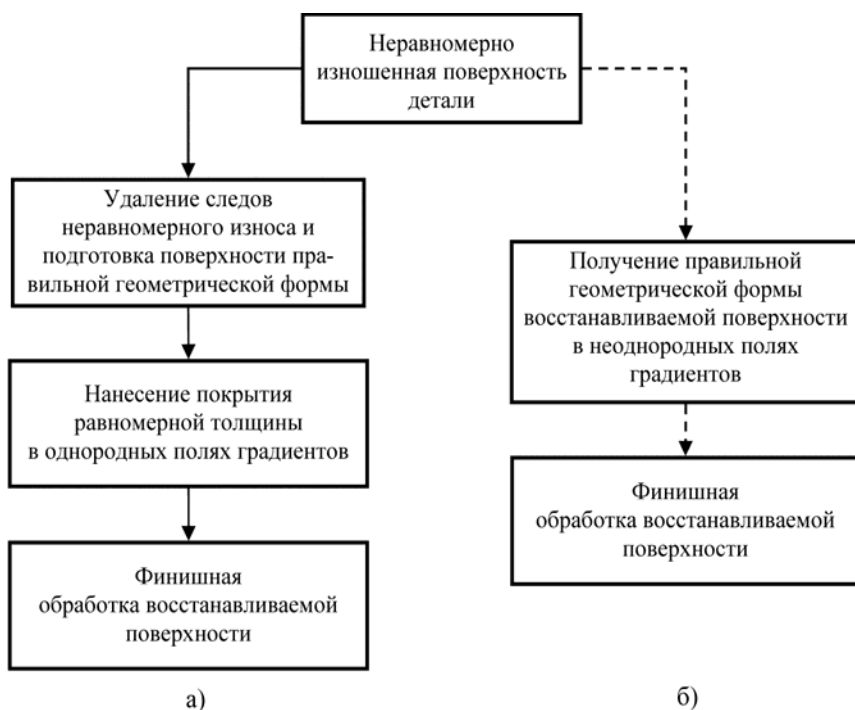 Неравномерно
изношенная поверхность
детали
Удаление следов
неравномерного износа и
подготовка поверхности пра-
вильной геометрической формы
Нанесение покрытия
равномерной толщины
в однородных полях градиентов
Финишная
обработка восстанавливаемой
поверхности
а)
Получение правильной
геометрической формы
восстанавливаемой поверхности
в неоднородных полях
градиентов
Финишная
обработка восстанавливаемой
поверхности
б)